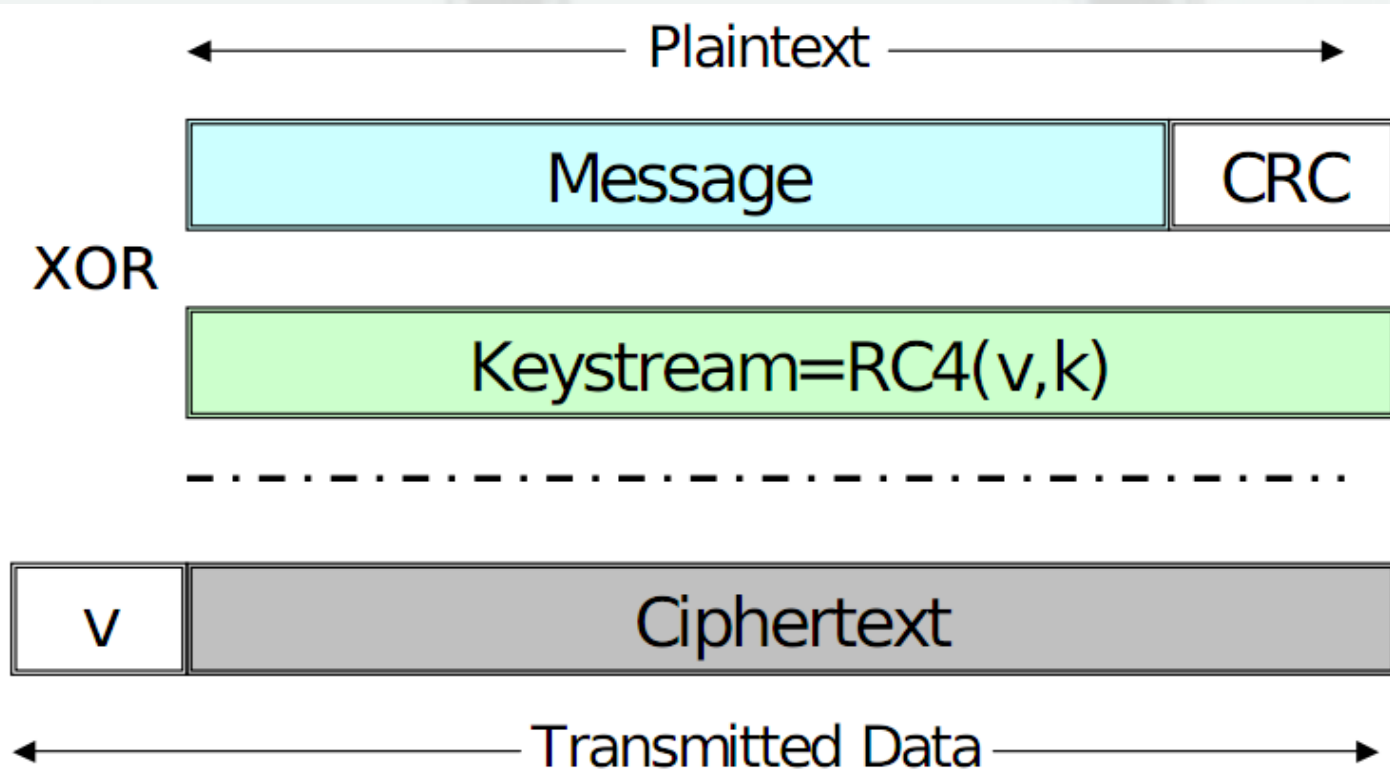 Plaintext
Message CRC
XOR
Keystream=RC4(v,k)
v Ciphertext
Transmitted Data